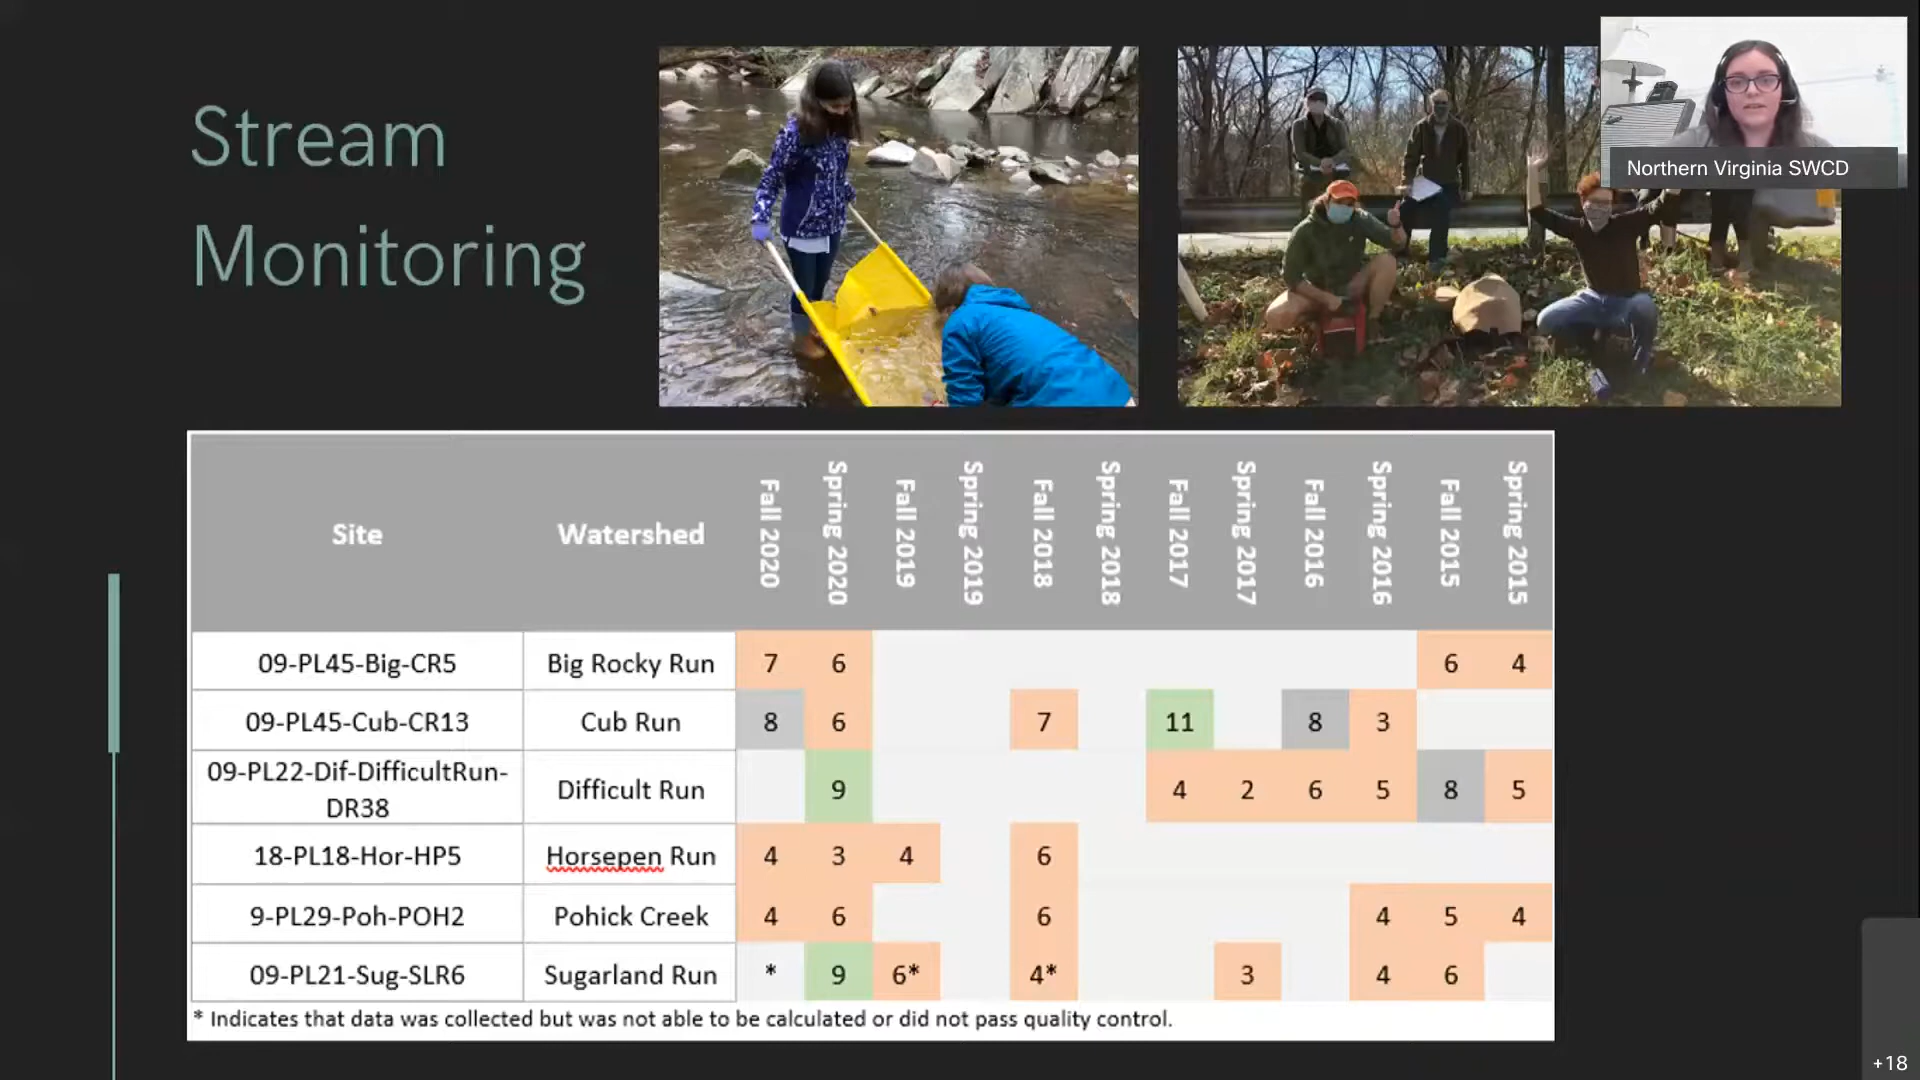 Stream
Monitoring
Northern Virginia SWCD
Site Watershed Fall 2020 Spring 2020 Fall 2019 Spring 2019 Fall 2018 Spring 2018 Fall 2017 Spring 2017 Fall 2016 Spring 2016 Fall 2015 Spring 2015
09-PL45-Big-CR5 Big Rocky Run 7 6 6 4
09-PL45-Cub-CR13 Cub Run 8 6 7 11 8 3
09-PL22-Dif-DifficultRun-
DR38 Difficult Run 9 4 2 6 5 8 5
18-PL18-Hor-HP5 Horsepen Run 4 3 4 6
9-PL29-Poh-POH2 Pohick Creek 4 6 6 4 5 4
09-PL21-Sug-SLR6 Sugarland Run * 9 6* 4* 3 4 6
* Indicates that data was collected but was not able to be calculated or did not pass quality control.
+18